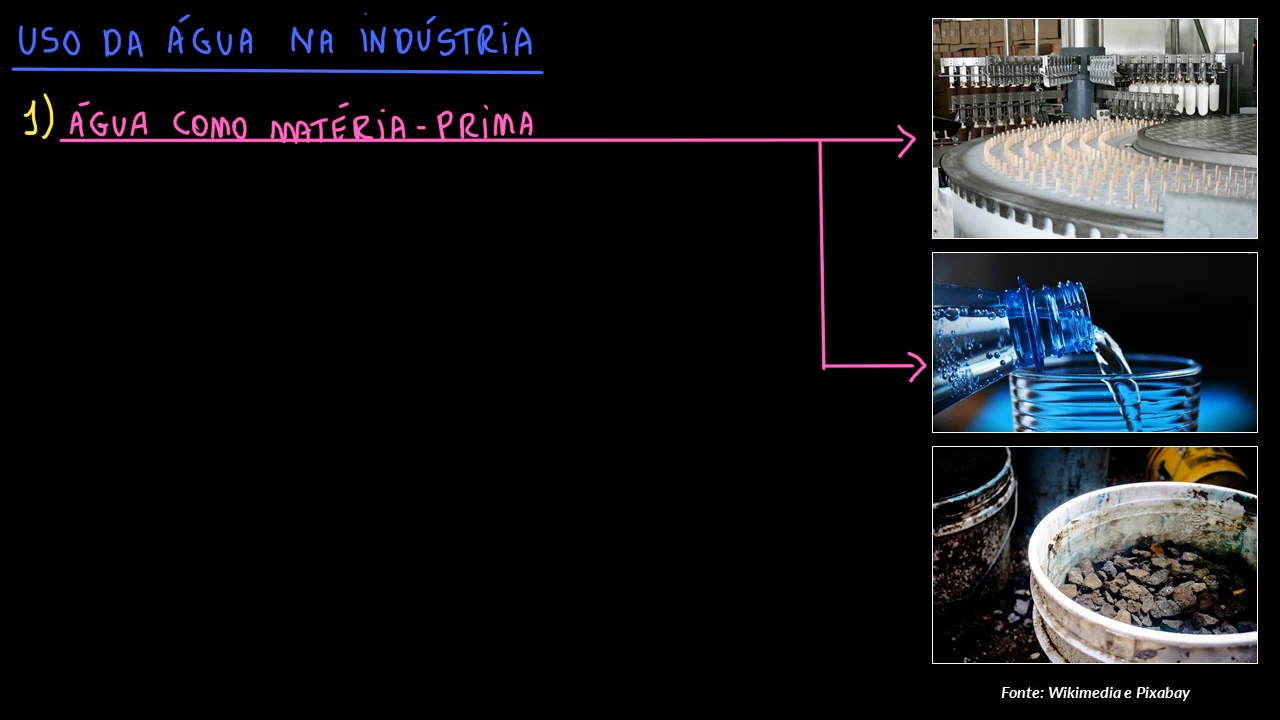 USO DA ÁGUA NA INDÚSTRIA
1) ÁGUA COMO MATÉRIA-PRIMA
Fonte: Wikimedia e Pixabay